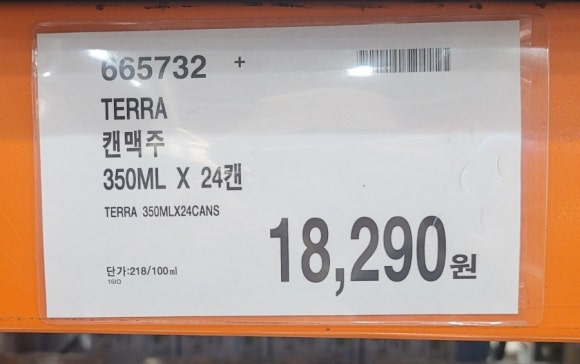 665732 +
TERRA
캔맥주
350ML X 24캔
TERRA 350MLX24CANS
18,290원
단가:218/100㎖
16IO